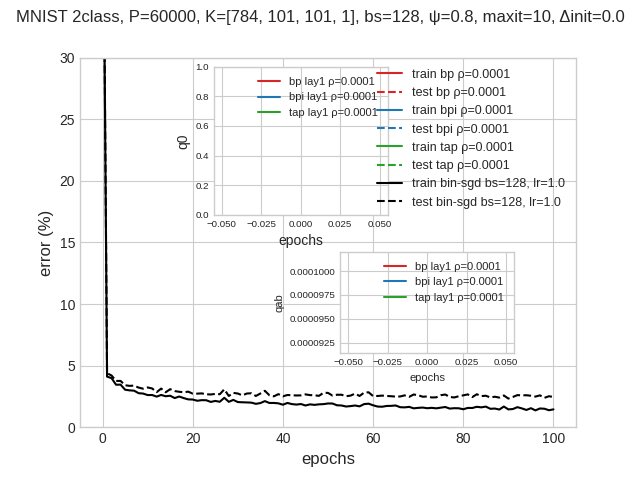 MNIST 2class, P=60000, K=[784, 101, 101, 1], bs=128, ψ=0.8, maxit=10, Δinit=0.0
error (%)
30
25
20
15
10
5
0
0
20
40
60
80
100
epochs
q0
1.0
0.8
0.6
0.4
0.2
0.0
−0.050
−0.025
0.000
0.025
0.050
epochs
bp lay1 ρ=0.0001
bpi lay1 ρ=0.0001
tap lay1 ρ=0.0001
train bp ρ=0.0001
test bp ρ=0.0001
train bpi ρ=0.0001
test bpi ρ=0.0001
train tap ρ=0.0001
test tap ρ=0.0001
train bin-sgd bs=128, lr=1.0
test bin-sgd bs=128, lr=1.0
qab
0.0001000
0.0000975
0.0000950
0.0000925
−0.050
−0.025
0.000
0.025
0.050
epochs
bp lay1 ρ=0.0001
bpi lay1 ρ=0.0001
tap lay1 ρ=0.0001